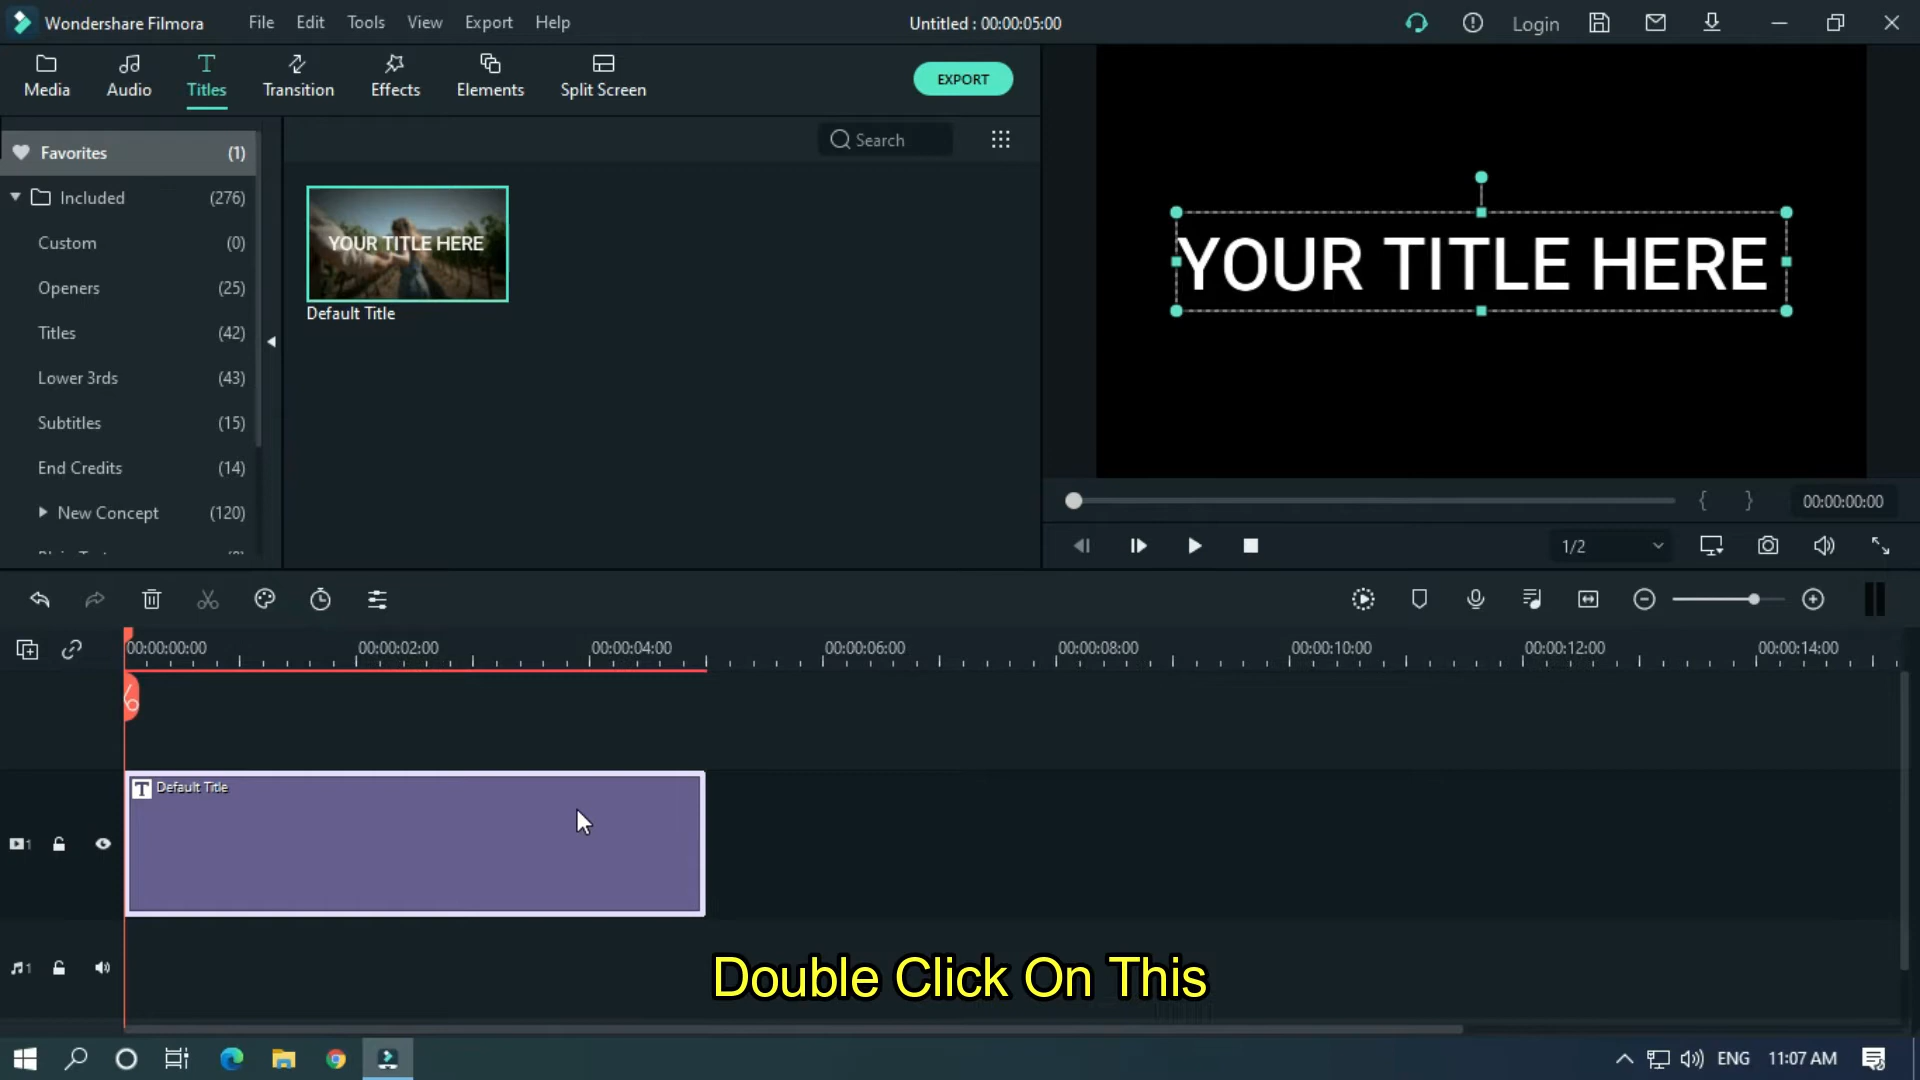 Wondershare Filmora File Edit Tools View Export Help Untitled : 00:00:05:00 Login
Media Audio Titles Transition Effects Elements Split Screen EXPORT
Favorites (1) Search
Included (276)
Custom (0)
Openers (25)
Titles (42)
Lower 3rds (43)
Subtitles (15)
End Credits (14)
New Concept (120)
YOUR TITLE HERE
Default Title
YOUR TITLE HERE
{ } 00:00:00:00
1/2
00:00:00:00 00:00:02:00 00:00:04:00 00:00:06:00 00:00:08:00 00:00:10:00 00:00:12:00 00:00:14:00
T Default Title
1
1
Double Click On This
ENG 11:07 AM